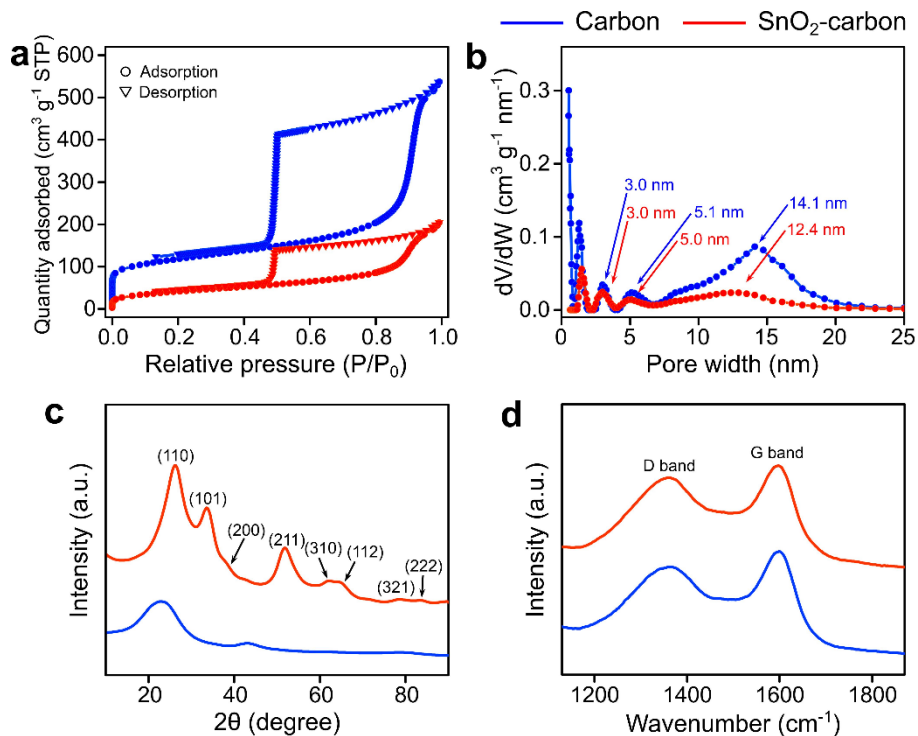 Carbon
SnO₂-carbon
a
Adsorption
Desorption
Quantity adsorbed (cm³ g⁻¹ STP)
600
500
400
300
200
100
0
0.0 0.2 0.4 0.6 0.8 1.0
Relative pressure (P/P₀)
b
dV/dW (cm³ g⁻¹ nm⁻¹)
0.3
0.2
0.1
0.0
3.0 nm
3.0 nm
5.1 nm
5.0 nm
14.1 nm
12.4 nm
0 5 10 15 20 25
Pore width (nm)
c
Intensity (a.u.)
(110)
(101)
(200)
(211)
(310)
(112)
(321)
(222)
20 40 60 80
2θ (degree)
d
Intensity (a.u.)
D band
G band
1200 1400 1600 1800
Wavenumber (cm⁻¹)